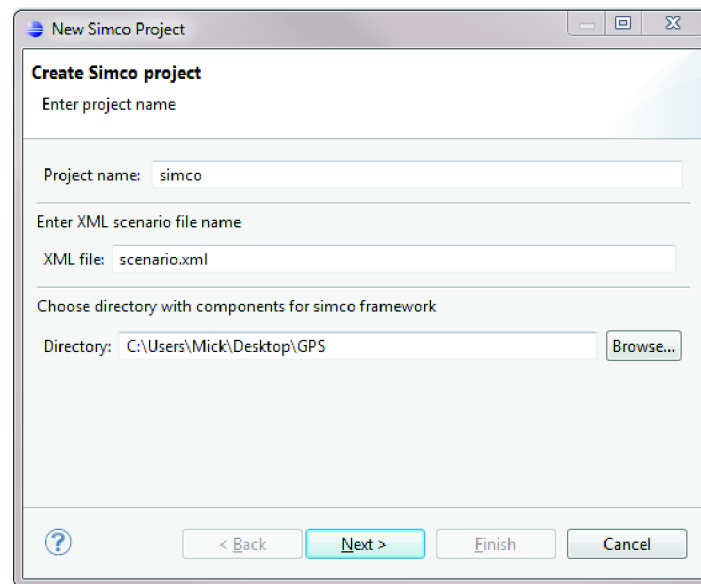 New Simco Project
Create Simco project
Enter project name
Project name: simco
Enter XML scenario file name
XML file: scenario.xml
Choose directory with components for simco framework
Directory: C:\Users\Mick\Desktop\GPS Browse...
? < Back Next > Finish Cancel